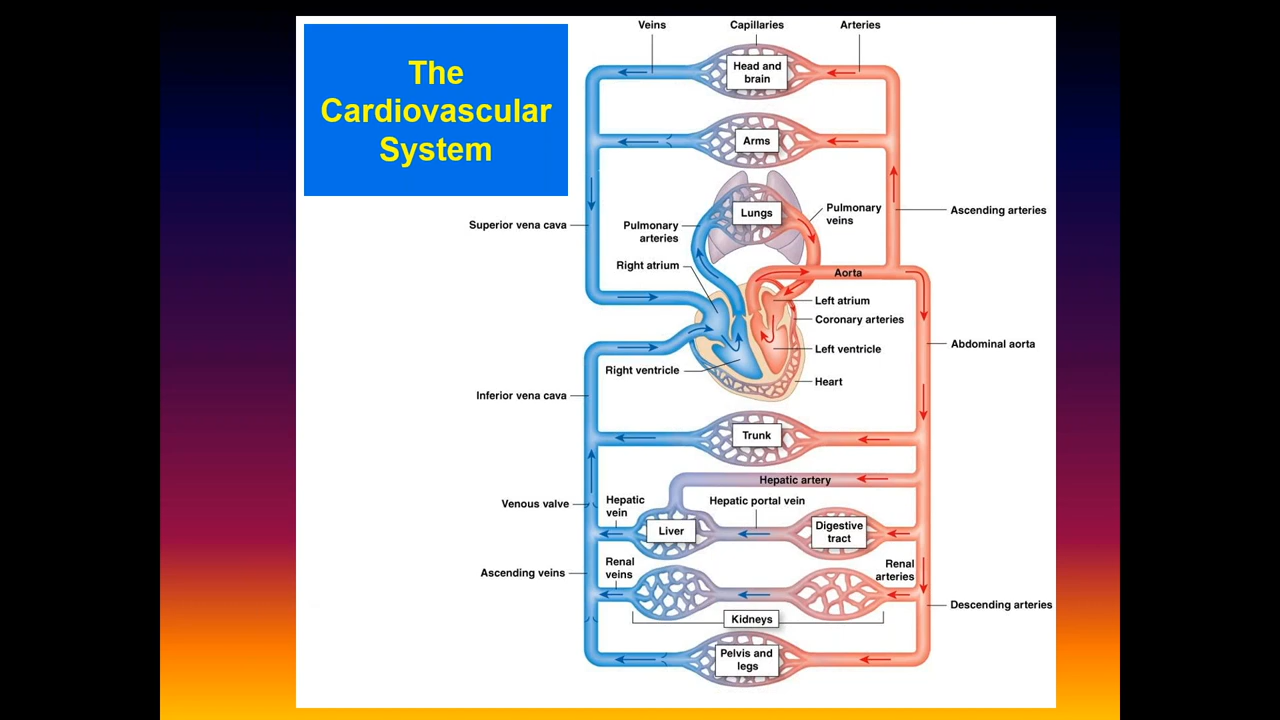 The
Cardiovascular
System
Veins
Capillaries
Arteries
Head and
brain
Arms
Lungs
Pulmonary
veins
Ascending arteries
Superior vena cava
Pulmonary
arteries
Right atrium
Aorta
Left atrium
Coronary arteries
Left ventricle
Abdominal aorta
Right ventricle
Heart
Inferior vena cava
Trunk
Hepatic artery
Venous valve
Hepatic
vein
Hepatic portal vein
Liver
Digestive
tract
Ascending veins
Renal
veins
Renal
arteries
Descending arteries
Kidneys
Pelvis and
legs